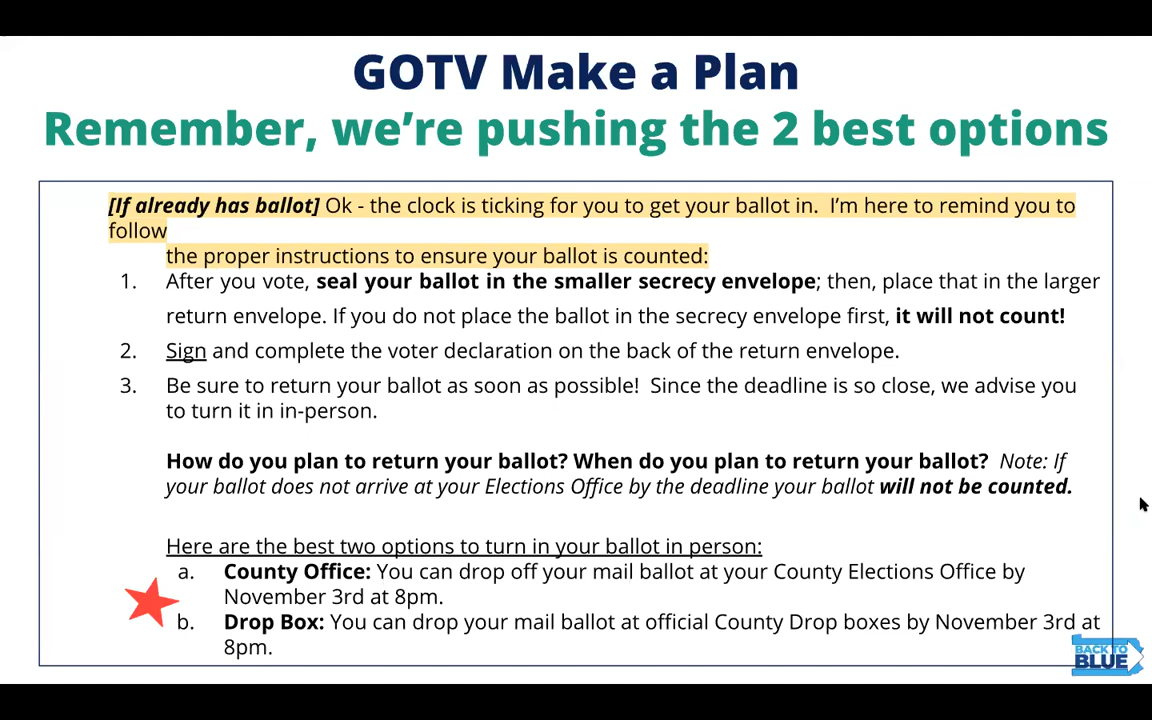 GOTV Make a Plan
Remember, we're pushing the 2 best options
[If already has ballot] Ok - the clock is ticking for you to get your ballot in.  I'm here to remind you to
follow
the proper instructions to ensure your ballot is counted:
1. After you vote, seal your ballot in the smaller secrecy envelope; then, place that in the larger
return envelope. If you do not place the ballot in the secrecy envelope first, it will not count!
2. Sign and complete the voter declaration on the back of the return envelope.
3. Be sure to return your ballot as soon as possible!  Since the deadline is so close, we advise you
to turn it in in-person.
How do you plan to return your ballot? When do you plan to return your ballot?  Note: If
your ballot does not arrive at your Elections Office by the deadline your ballot will not be counted.
Here are the best two options to turn in your ballot in person:
a. County Office: You can drop off your mail ballot at your County Elections Office by
November 3rd at 8pm.
b. Drop Box: You can drop your mail ballot at official County Drop boxes by November 3rd at
8pm.
BACK TO
BLUE